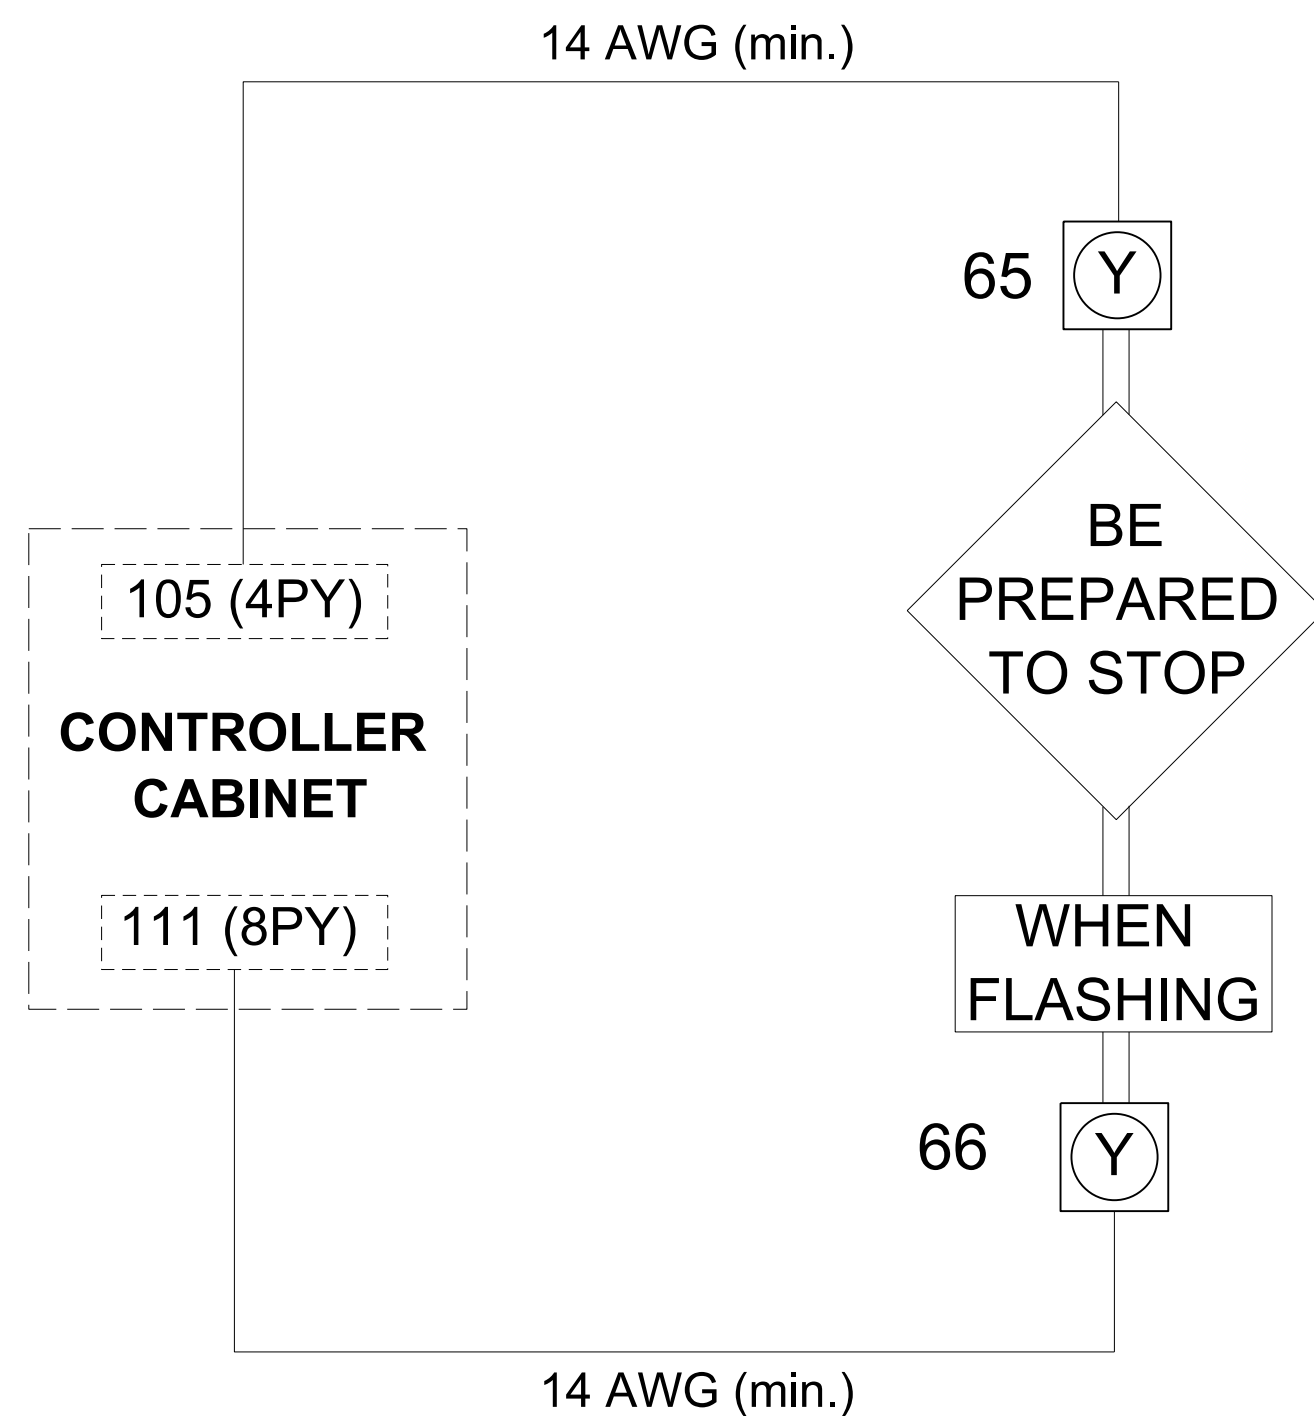 14 AWG (min.)
65
Y
BE
PREPARED
TO STOP
105 (4PY)
CONTROLLER
CABINET
111 (8PY)
WHEN
FLASHING
66
Y
14 AWG (min.)